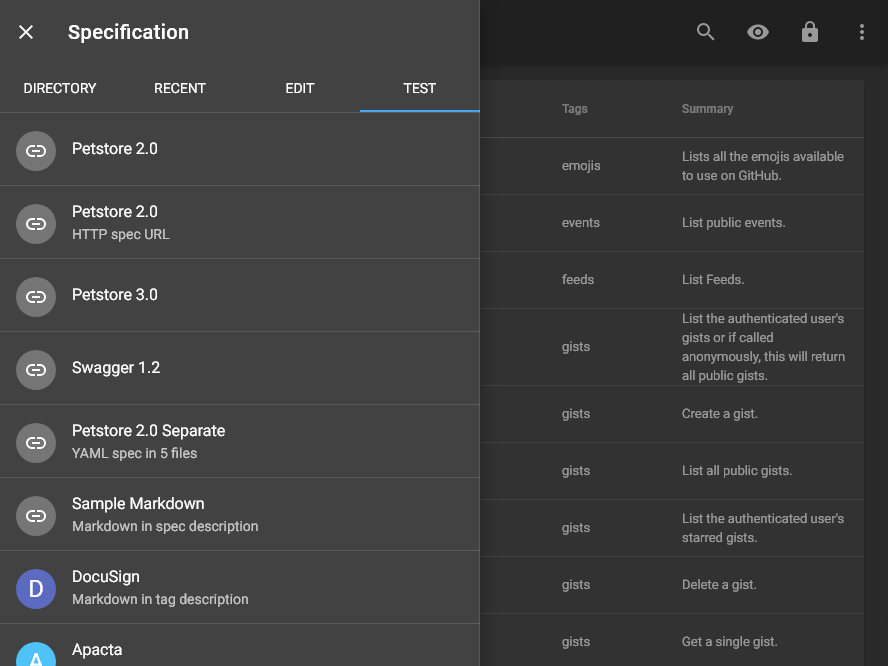 Specification
DIRECTORY
RECENT
EDIT
TEST
Petstore 2.0
Petstore 2.0
HTTP spec URL
Petstore 3.0
Swagger 1.2
Petstore 2.0 Separate
YAML spec in 5 files
Sample Markdown
Markdown in spec description
D
DocuSign
Markdown in tag description
A
Apacta
Tags
Summary
emojis
Lists all the emojis available
to use on GitHub.
events
List public events.
feeds
List Feeds.
gists
List the authenticated user's
gists or if called
anonymously, this will return
all public gists.
gists
Create a gist.
gists
List all public gists.
gists
List the authenticated user's
starred gists.
gists
Delete a gist.
gists
Get a single gist.